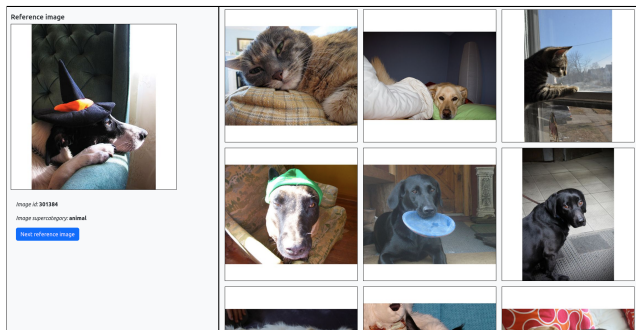 Reference image
Image id: 301384
Image supercategory: animal
Next reference image